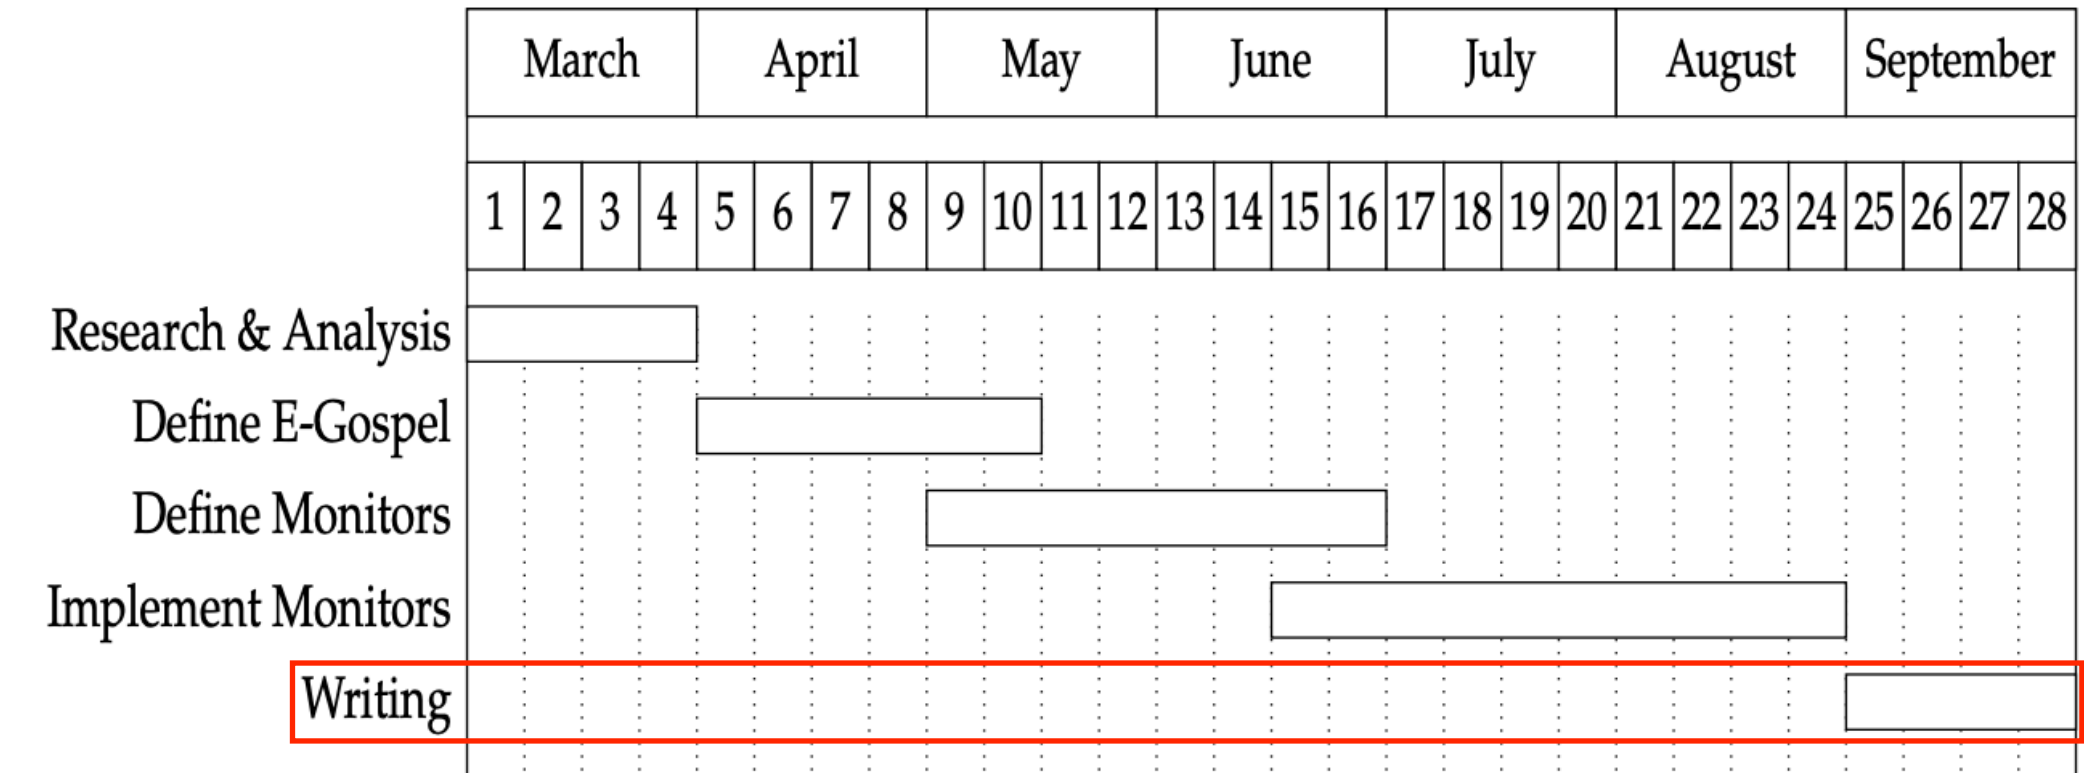 March April May June July August September
1 2 3 4 5 6 7 8 9 10 11 12 13 14 15 16 17 18 19 20 21 22 23 24 25 26 27 28
Research & Analysis
Define E-Gospel
Define Monitors
Implement Monitors
Writing